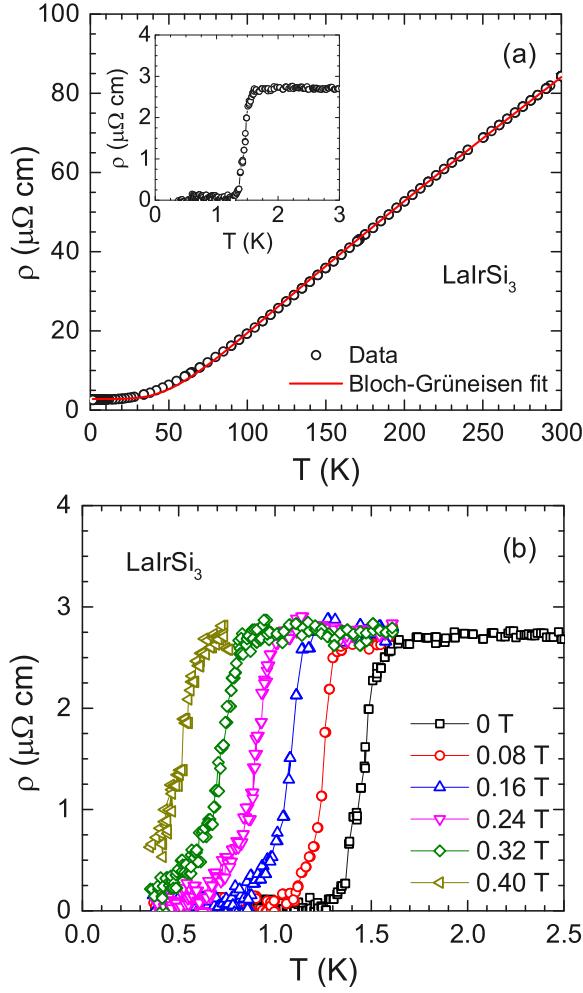 (a)
ρ (μΩ cm)
100
80
60
40
20
0
0
50
100
150
200
250
300
T (K)
ρ (μΩ cm)
4
3
2
1
0
0
1
2
3
T (K)
LaIrSi3
Data
Bloch-Grüneisen fit
(b)
LaIrSi3
ρ (μΩ cm)
4
3
2
1
0
0.0
0.5
1.0
1.5
2.0
2.5
T (K)
0 T
0.08 T
0.16 T
0.24 T
0.32 T
0.40 T